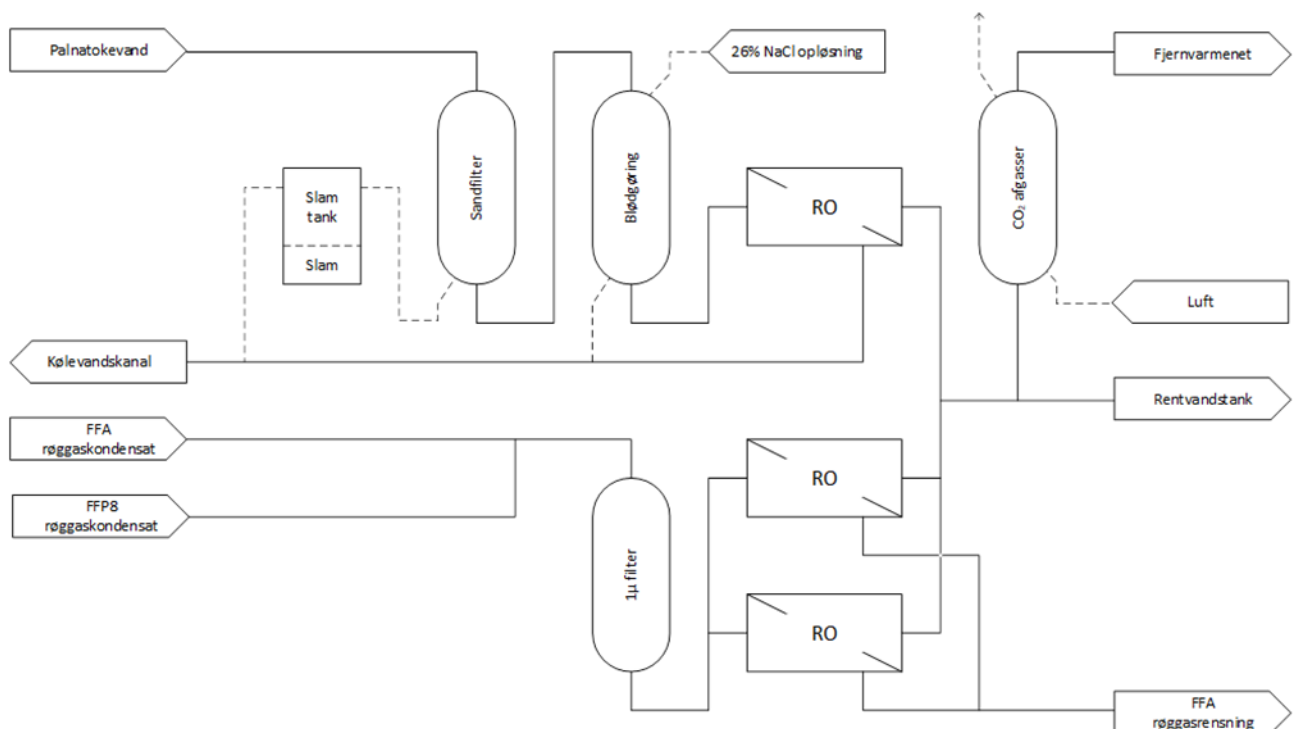 Palnatokevand
26% NaCl opløsning
Fjernvarmenet
Slam
tank
Slam
Sandfilter
Blødgøring
RO
CO₂ afgasser
Luft
Kølevandskanal
Rentvandstank
FFA
røggaskondensat
FFP8
røggaskondensat
1µ filter
RO
RO
FFA
røggasrensning